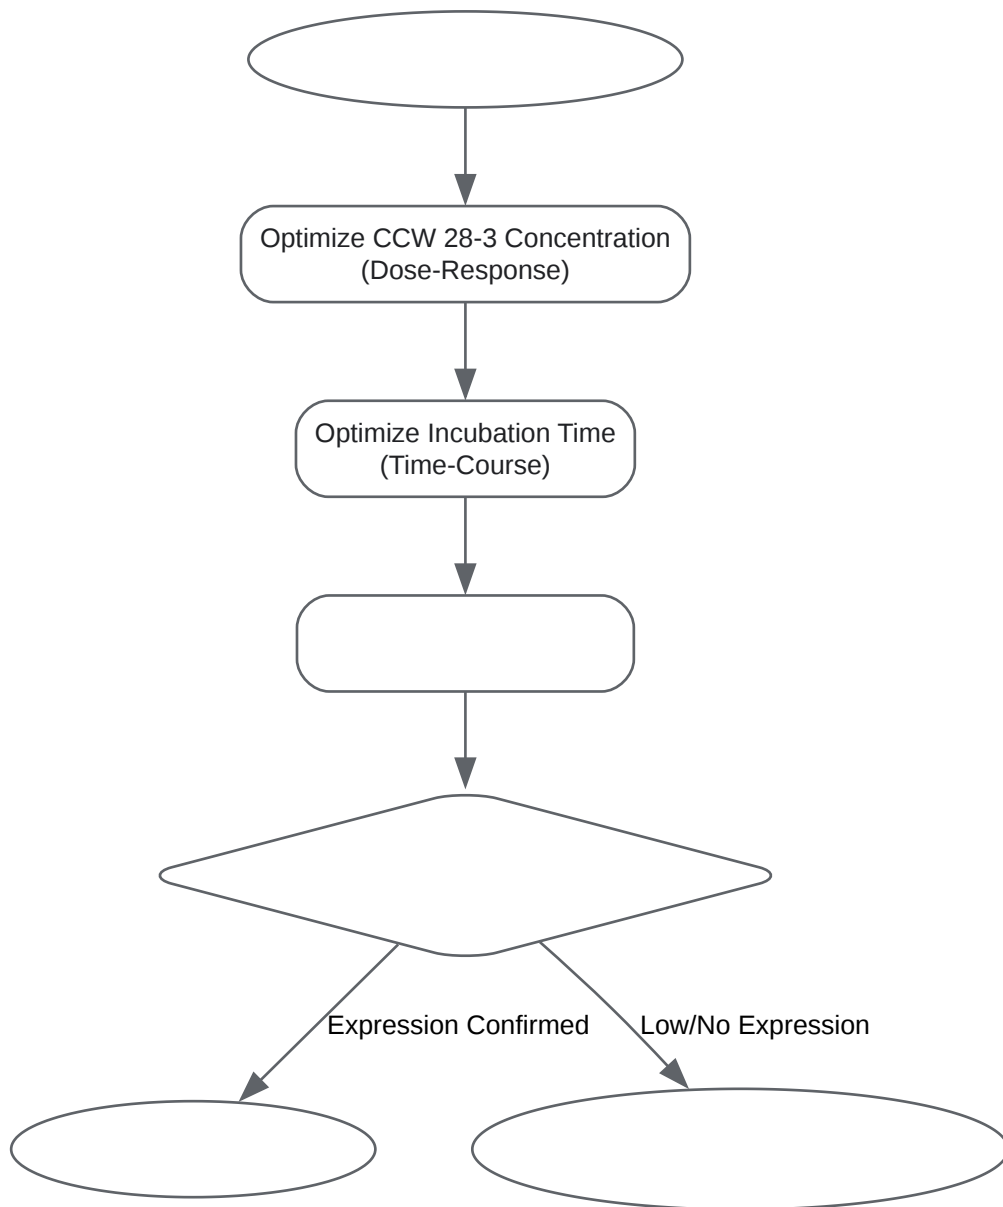 Optimize CCW 28-3 Concentration
(Dose-Response)
Optimize Incubation Time
(Time-Course)
Expression Confirmed
Low/No Expression